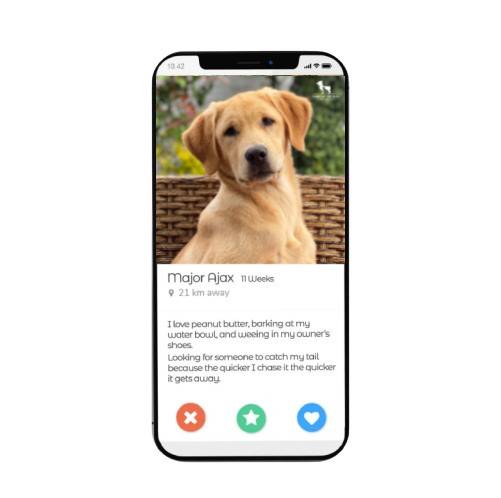 10.42
Major Ajax 11 Weeks
21 km away
I love peanut butter, barking at my
water bowl, and weeing in my owner's
shoes.
Looking for someone to catch my tail
because the quicker I chase it the quicker
it gets away.